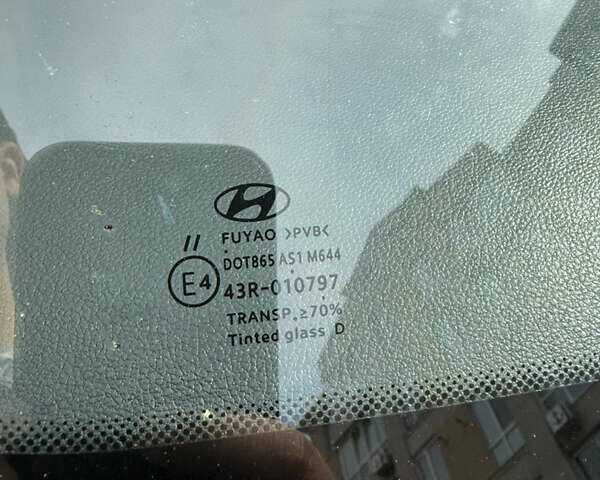 FUYAO >PVB<
//
DOT865 AS1 M644
E4
43R-010797
TRANSP.≥70%
Tinted glass D